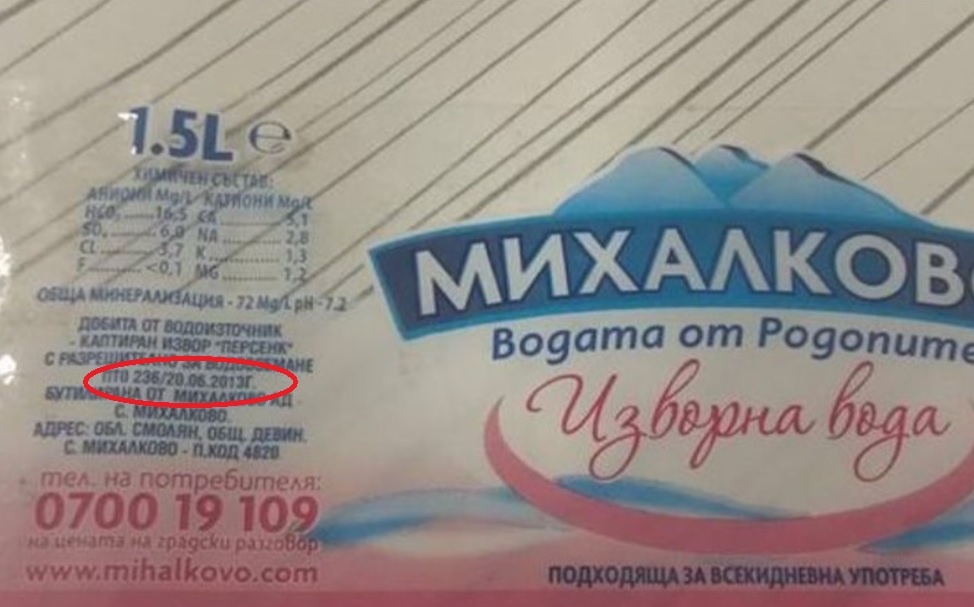 1.5L ℮
ХИМИЧЕН СЪСТАВ:
АНИОНИ Mg/L КАТИОНИ Mg/L
HCO₃ ......16,5 CA ............5,1
SO₄ ......6,0 NA ............2,8
CL ......3,7 K ............1,3
F ......<0,1 MG ............1,2
ОБЩА МИНЕРАЛИЗАЦИЯ - 72 Mg/L pH -7.2
ДОБИТА ОТ ВОДОИЗТОЧНИК
- КАПТИРАН ИЗВОР "ПЕРСЕНК"
С РАЗРЕШИТЕЛНО ЗА ВОДОВЗЕМАНЕ
236/20.06.2013Г.
БУТИЛИРАНА ОТ МИХАЛКОВО АД
С. МИХАЛКОВО.
АДРЕС: ОБЛ. СМОЛЯН, ОБЩ. ДЕВИН.
С. МИХАЛКОВО - П.КОД 4820
тел. на потребителя:
0700 19 109
на цената на градски разговор
www.mihalkovo.com
МИХАЛКОВ
Водата от Родопите
Изворна вода
ПОДХОДЯЩА ЗА ВСЕКИДНЕВНА УПОТРЕБА